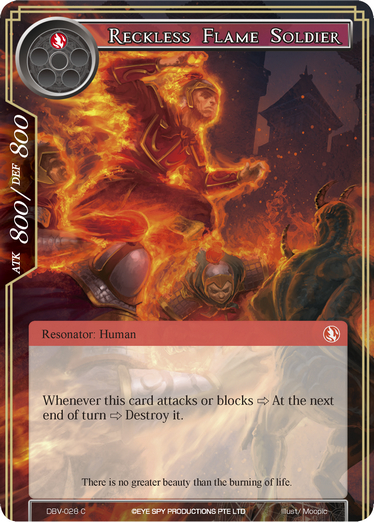 Reckless Flame Soldier
ATK 800/DEF 800
Resonator: Human
Whenever this card attacks or blocks ⇨ At the next
end of turn ⇨ Destroy it.
There is no greater beauty than the burning of life.
DBV-028 C
©EYE SPY PRODUCTIONS PTE LTD
Illust/ Moopic